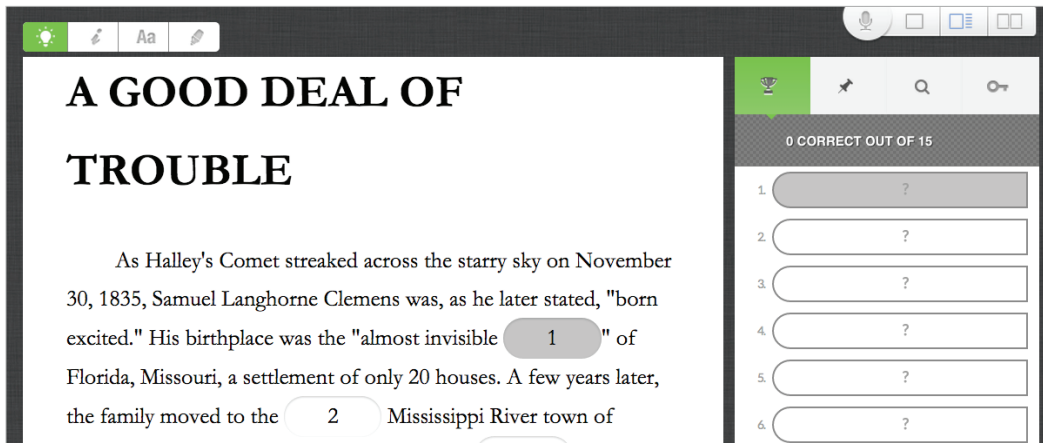 i Aa
A GOOD DEAL OF
TROUBLE
As Halley's Comet streaked across the starry sky on November
30, 1835, Samuel Langhorne Clemens was, as he later stated, "born
excited." His birthplace was the "almost invisible 1 " of
Florida, Missouri, a settlement of only 20 houses. A few years later,
the family moved to the 2 Mississippi River town of
0 CORRECT OUT OF 15
1. ?
2. ?
3. ?
4. ?
5. ?
6. ?